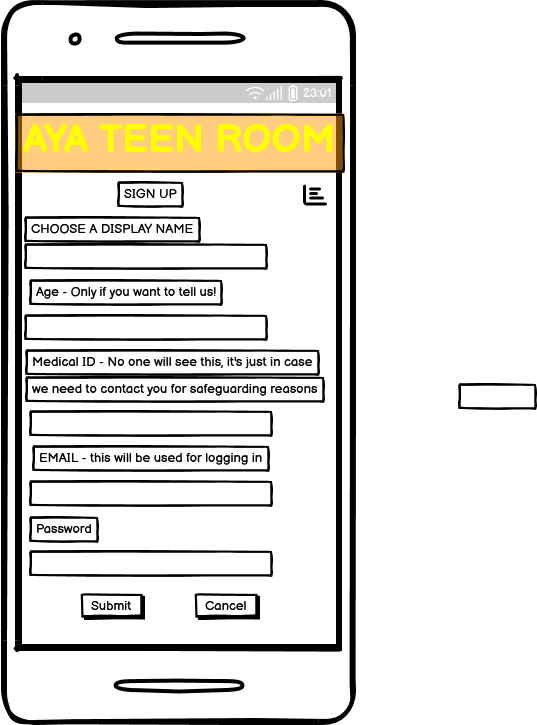 23:01
AYA TEEN ROOM
SIGN UP
CHOOSE A DISPLAY NAME
Age - Only if you want to tell us!
Medical ID - No one will see this, it's just in case
we need to contact you for safeguarding reasons
EMAIL - this will be used for logging in
Password
Submit Cancel